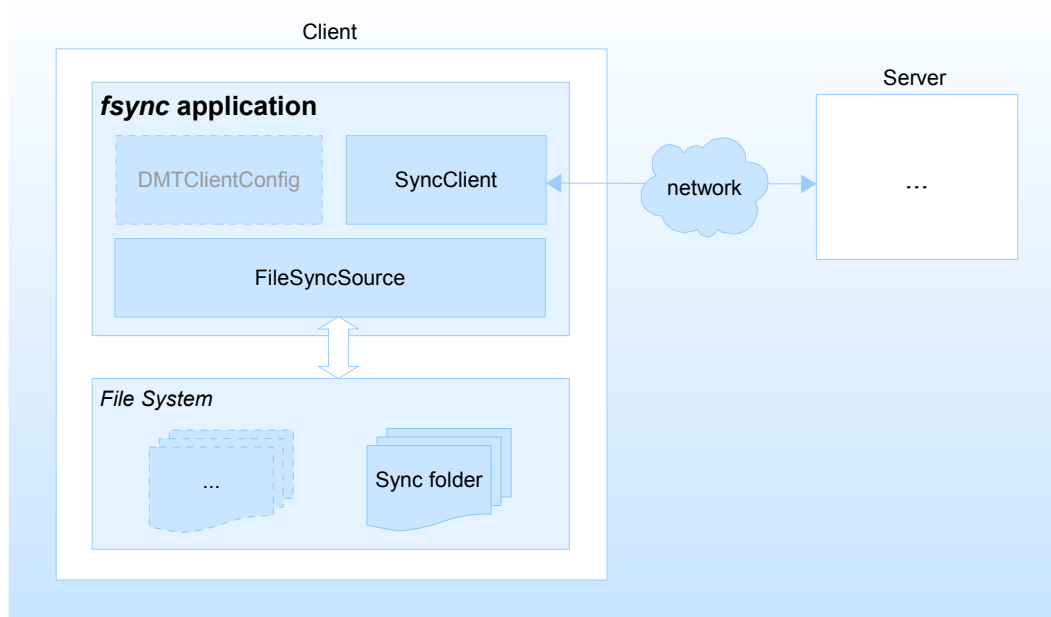 Client
Server
fsync application
DMTClientConfig
SyncClient
network
...
FileSyncSource
File System
...
Sync folder